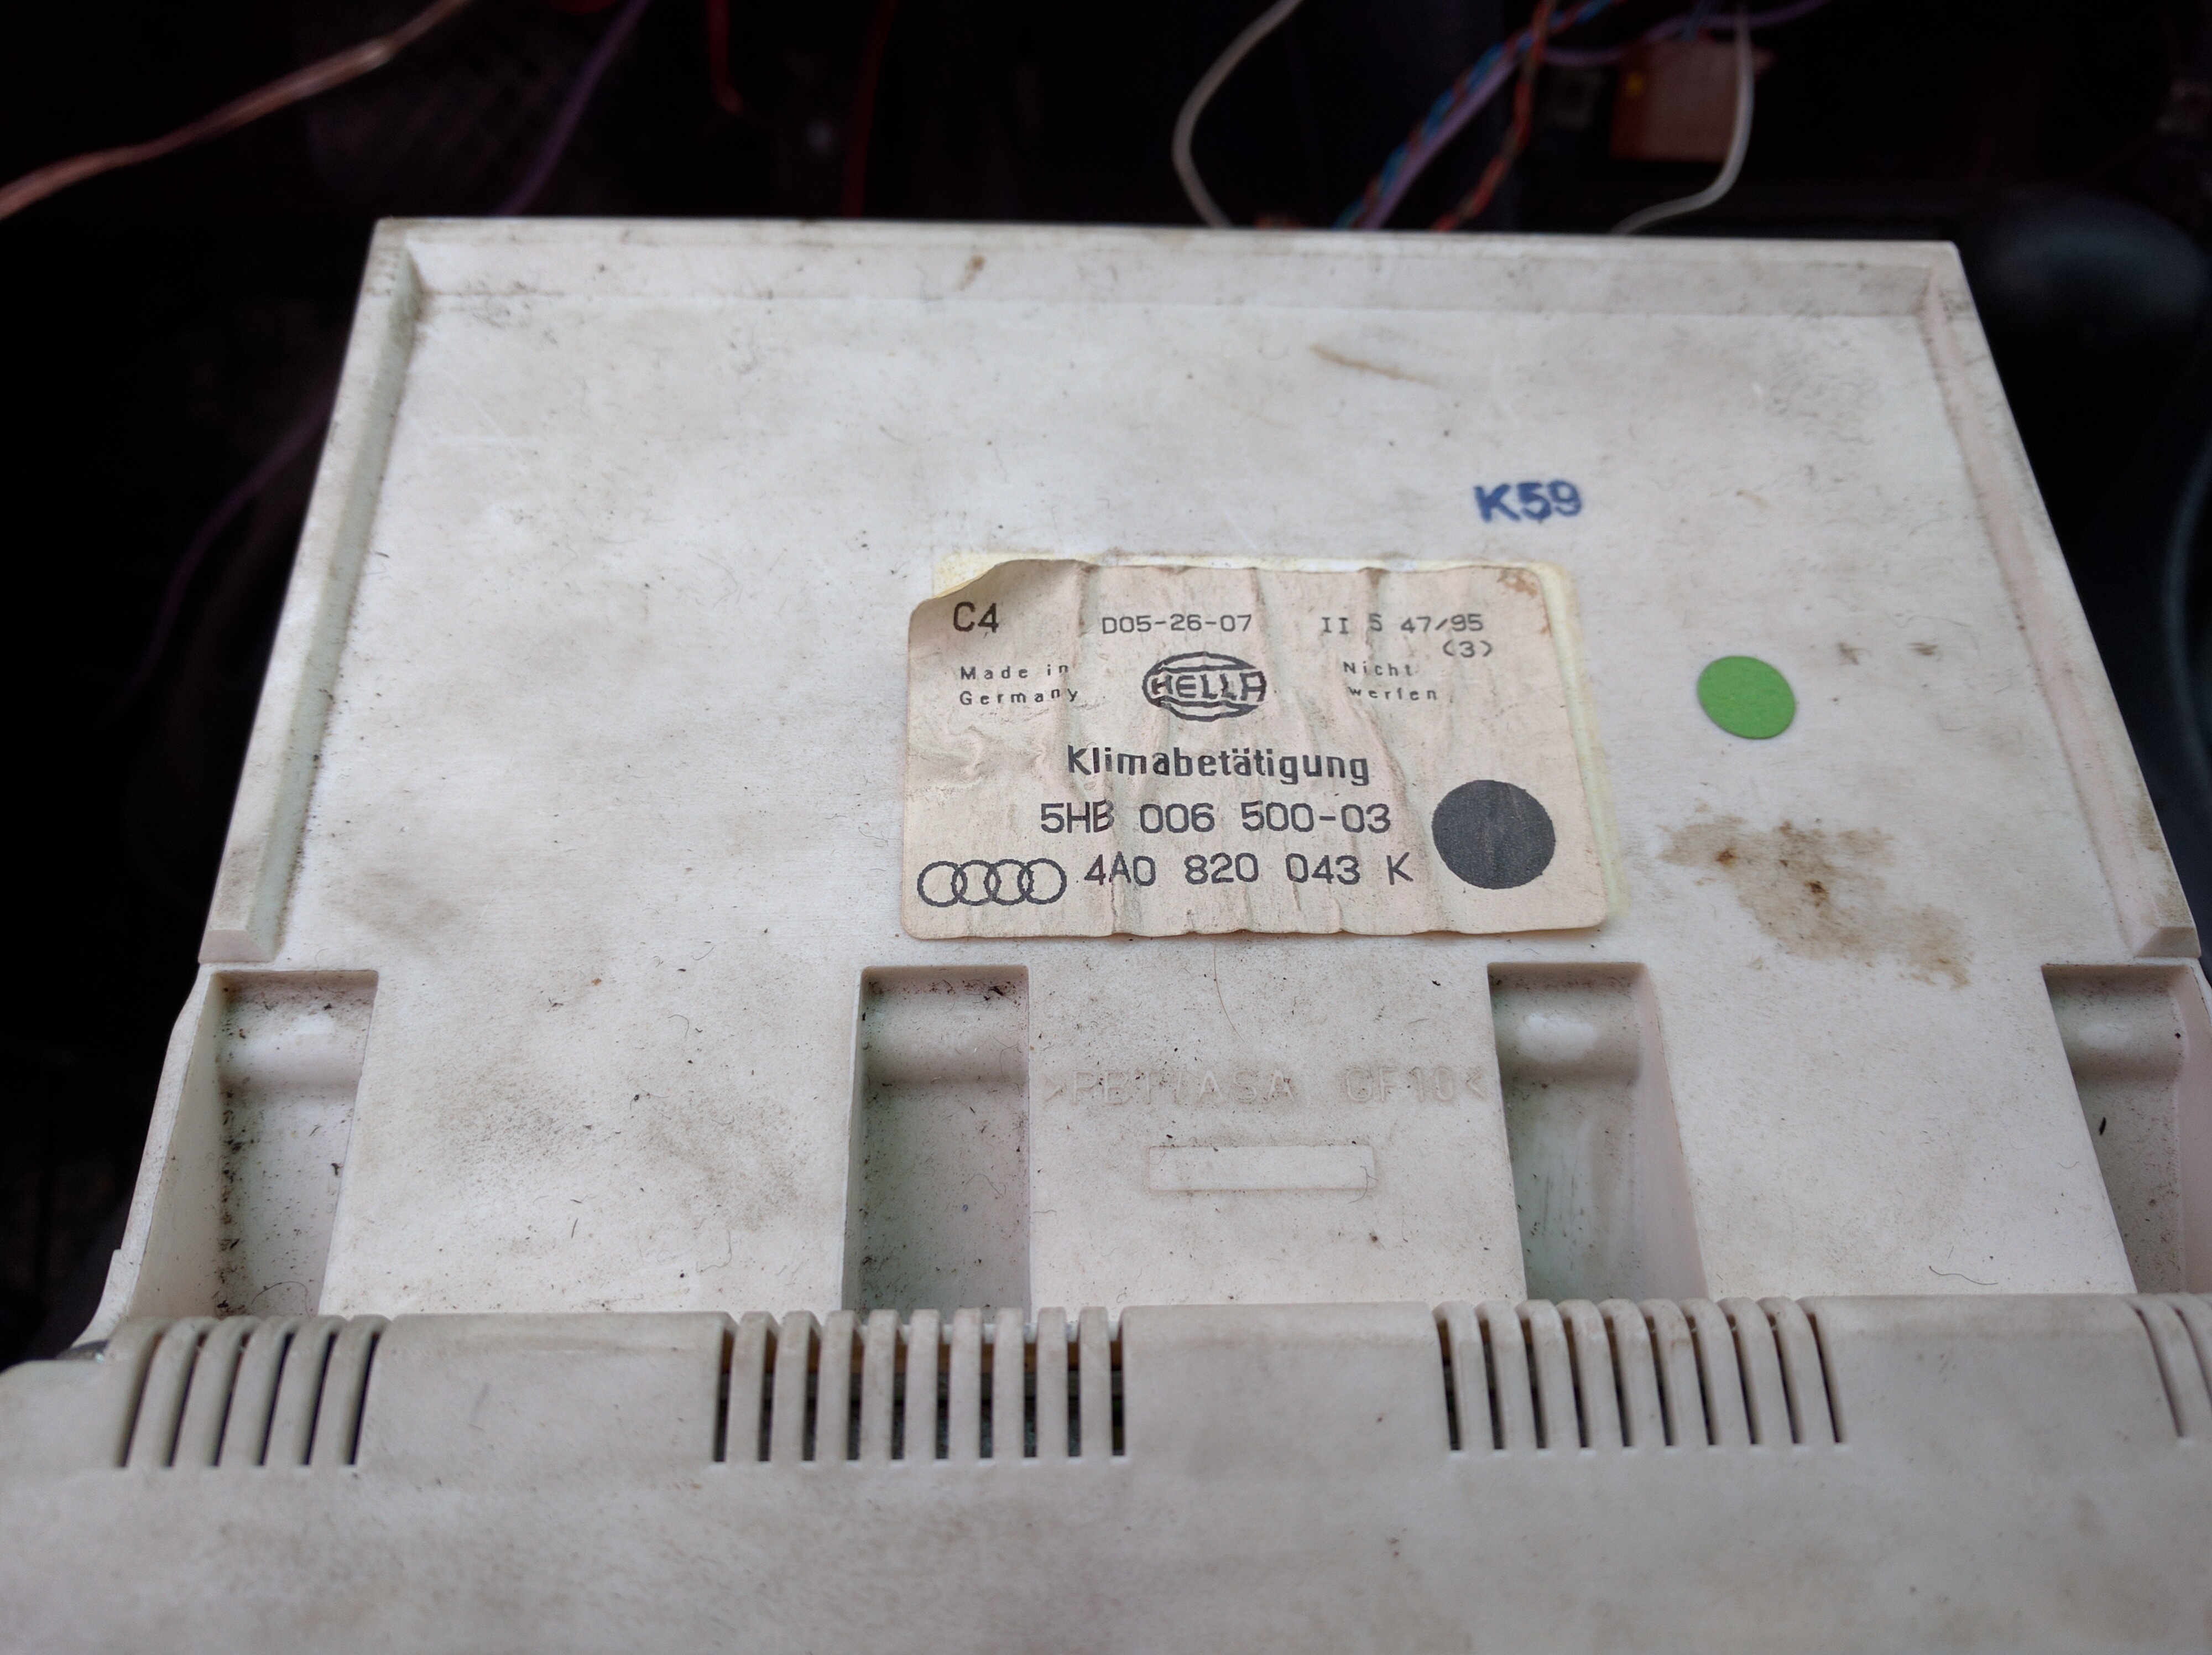 K59
C4 D05-26-07 II 5 47/95
(3)
Made in
Germany
HELLA
Nicht
werfen
Klimabetätigung
5HB 006 500-03
4A0 820 043 K
>PBT/ASA GF10<